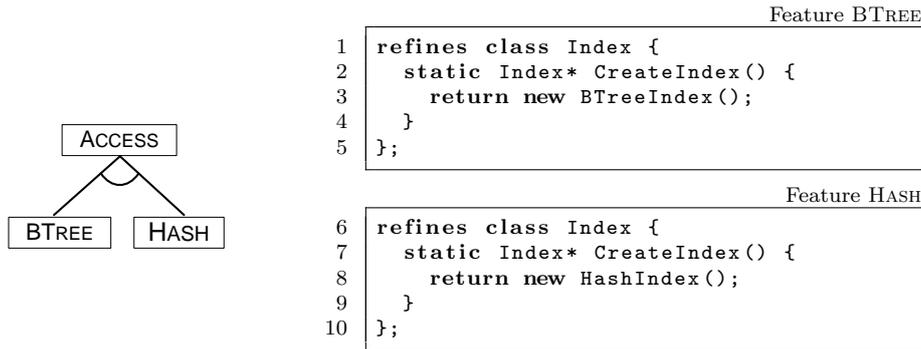 ACCESS
BTREE HASH
Feature BTREE
1 refines class Index {
2 static Index* CreateIndex() {
3 return new BTreeIndex();
4 }
5 };
Feature HASH
6 refines class Index {
7 static Index* CreateIndex() {
8 return new HashIndex();
9 }
10 };